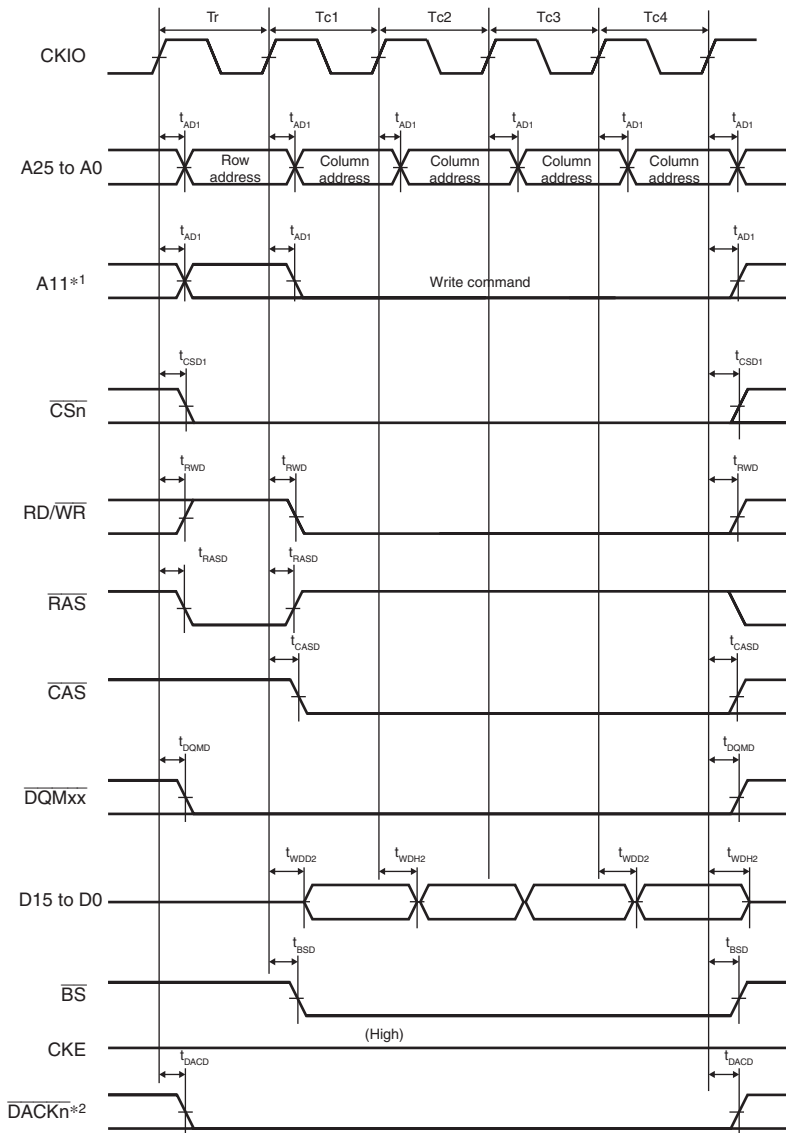 Tr Tc1 Tc2 Tc3 Tc4
CKIO
tAD1 tAD1 tAD1 tAD1 tAD1 tAD1
A25 to A0
Row address Column address Column address Column address Column address
tAD1 tAD1 tAD1
A11*1
Write command
tCSD1 tCSD1
CSn
tRWD tRWD tRWD
RD/WR
tRASD tRASD
RAS
tCASD tCASD
CAS
tDQMD tDQMD
DQMxx
tWDD2 tWDH2 tWDD2 tWDH2
D15 to D0
tBSD tBSD
BS
(High)
CKE
tDACD tDACD
DACKn*2